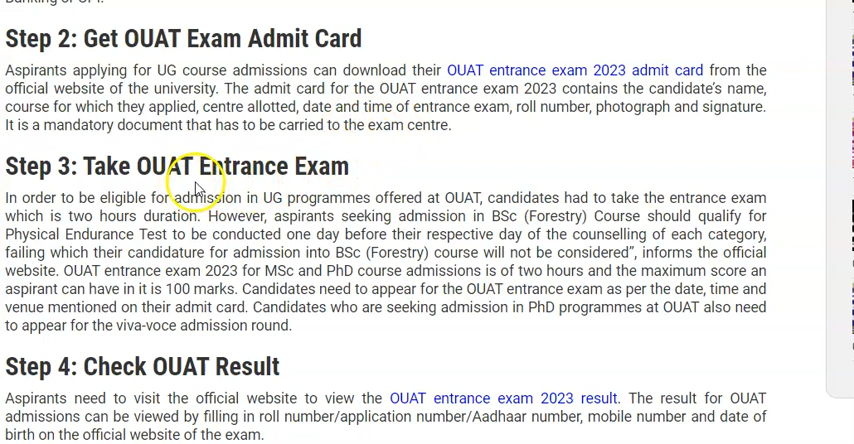 Step 2: Get OUAT Exam Admit Card
Aspirants applying for UG course admissions can download their OUAT entrance exam 2023 admit card from the
official website of the university. The admit card for the OUAT entrance exam 2023 contains the candidate's name,
course for which they applied, centre allotted, date and time of entrance exam, roll number, photograph and signature.
It is a mandatory document that has to be carried to the exam centre.
Step 3: Take OUAT Entrance Exam
In order to be eligible for admission in UG programmes offered at OUAT, candidates had to take the entrance exam
which is two hours duration. However, aspirants seeking admission in BSc (Forestry) Course should qualify for
Physical Endurance Test to be conducted one day before their respective day of the counselling of each category,
failing which their candidature for admission into BSc (Forestry) course will not be considered”, informs the official
website. OUAT entrance exam 2023 for MSc and PhD course admissions is of two hours and the maximum score an
aspirant can have in it is 100 marks. Candidates need to appear for the OUAT entrance exam as per the date, time and
venue mentioned on their admit card. Candidates who are seeking admission in PhD programmes at OUAT also need
to appear for the viva-voce admission round.
Step 4: Check OUAT Result
Aspirants need to visit the official website to view the OUAT entrance exam 2023 result. The result for OUAT
admissions can be viewed by filling in roll number/application number/Aadhaar number, mobile number and date of
birth on the official website of the exam.